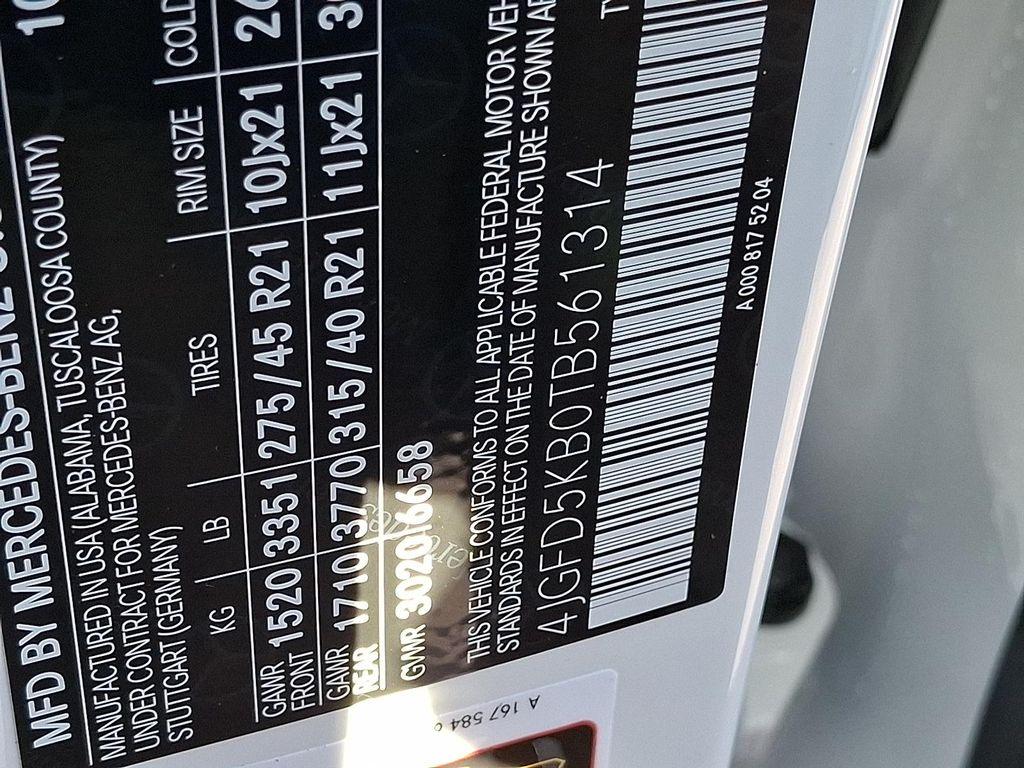 MFD BY MERCEDES-BENZ
MANUFACTURED IN USA (ALABAMA, TUSCALOOSA COUNTY)
UNDER CONTRACT FOR MERCEDES-BENZ AG,
STUTTGART (GERMANY)
KG LB TIRES RIM SIZE COLD
GAWR FRONT 1520 3351 275/45 R21 10Jx21
GAWR REAR 1710 3770 315/40 R21 11Jx21
GVWR 3020 6658
THIS VEHICLE CONFORMS TO ALL APPLICABLE FEDERAL MOTOR
STANDARDS IN EFFECT ON THE DATE OF MANUFACTURE SHOWN
4JGFD5KB0TB561314
A 000 817 52 04
A 167 584